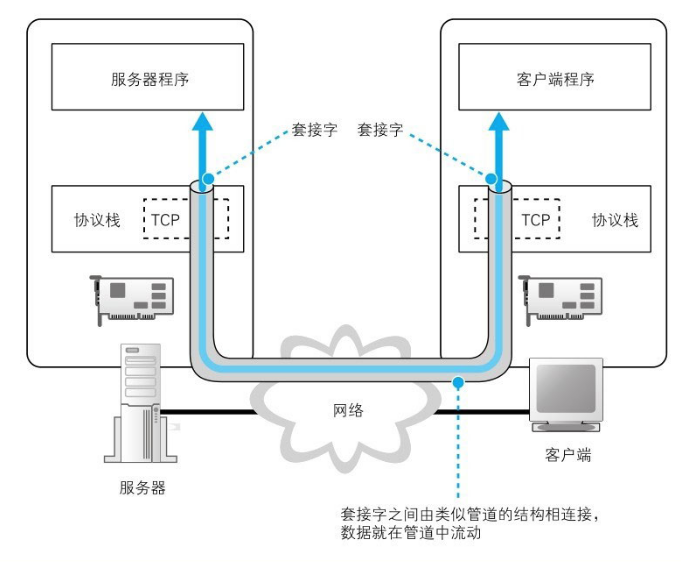 服务器程序
客户端程序
套接字
套接字
协议栈
TCP
TCP
协议栈
网络
服务器
客户端
套接字之间由类似管道的结构相连接，
数据就在管道中流动